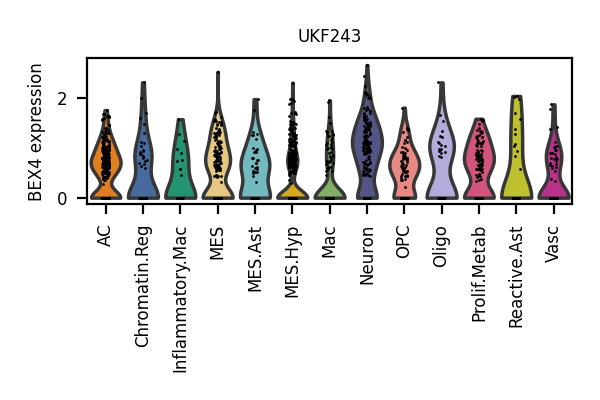 UKF243
BEX4 expression
2
0
AC
Chromatin.Reg
Inflammatory.Mac
MES
MES.Ast
MES.Hyp
Mac
Neuron
OPC
Oligo
Prolif.Metab
Reactive.Ast
Vasc